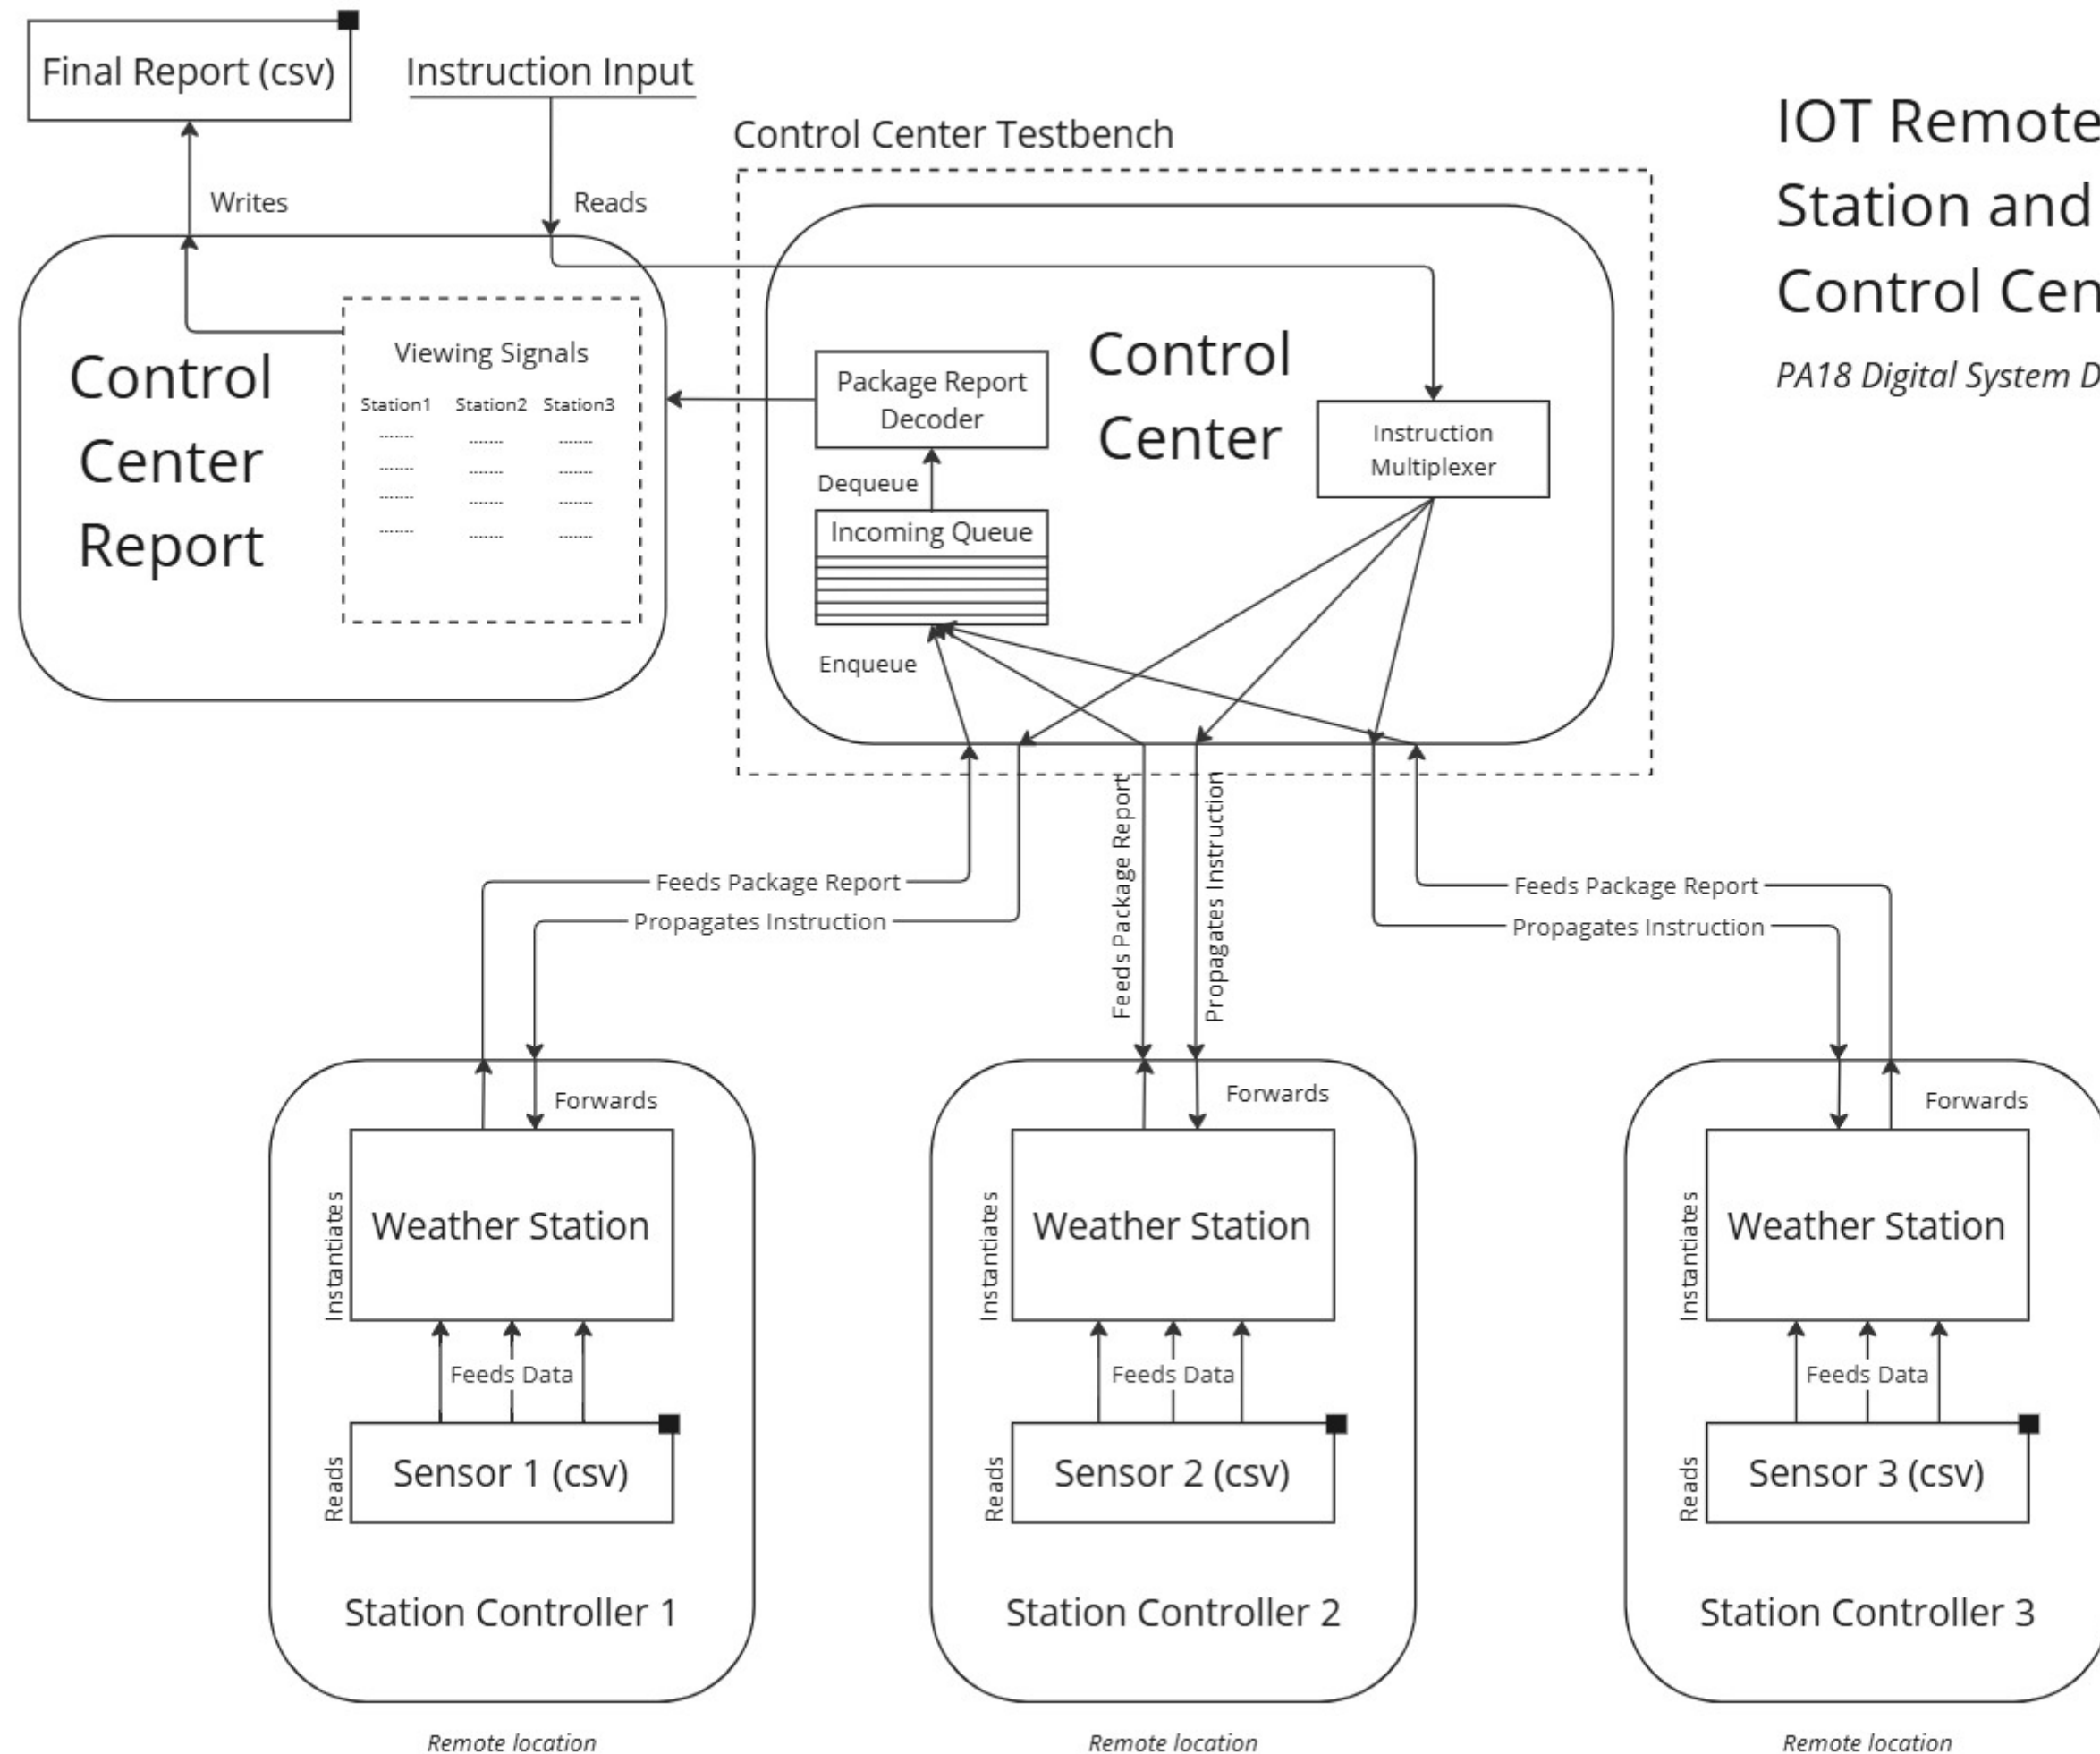 Final Report (csv)
Instruction Input
Control Center Testbench
IOT Remote
Station and
Control Cen
PA18 Digital System D
Writes
Reads
Control
Center
Report
Viewing Signals
Station1 Station2 Station3
Package Report
Decoder
Control
Center
Instruction
Multiplexer
Dequeue
Incoming Queue
Enqueue
Feeds Package Report
Propagates Instruction
Feeds Package Report
Propagates Instruction
Feeds Package Report
Propagates Instruction
Forwards
Instantiates
Weather Station
Feeds Data
Reads
Sensor 1 (csv)
Station Controller 1
Remote location
Forwards
Instantiates
Weather Station
Feeds Data
Reads
Sensor 2 (csv)
Station Controller 2
Remote location
Forwards
Instantiates
Weather Station
Feeds Data
Reads
Sensor 3 (csv)
Station Controller 3
Remote location